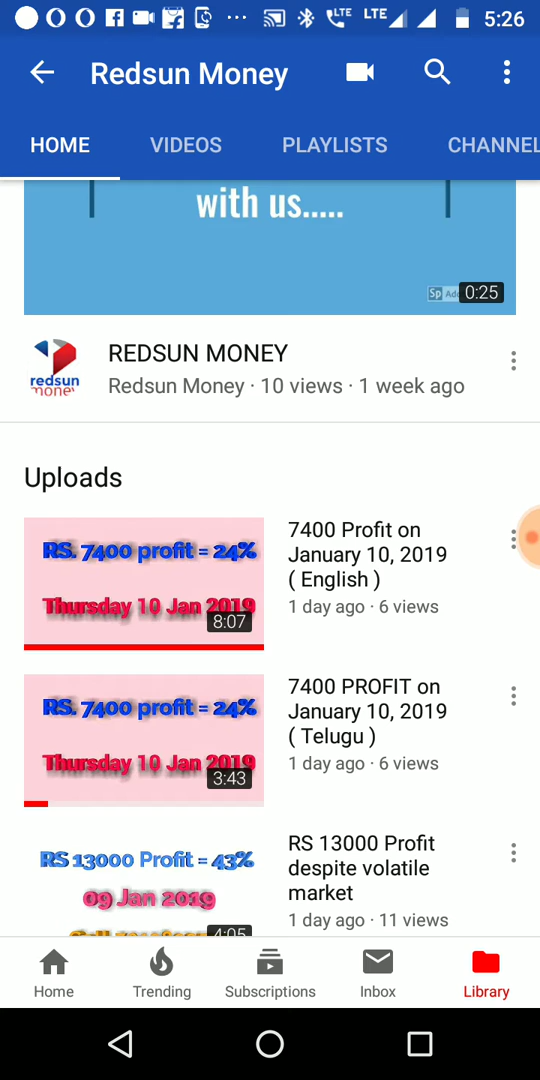 LTE LTE 5:26
Redsun Money
HOME VIDEOS PLAYLISTS CHANNEL
with us.....
Sp Ad
0:25
redsun
money
REDSUN MONEY
Redsun Money · 10 views · 1 week ago
Uploads
RS. 7400 profit = 24%
Thursday 10 Jan 2019
8:07
7400 Profit on
January 10, 2019
( English )
1 day ago · 6 views
RS. 7400 profit = 24%
Thursday 10 Jan 2019
3:43
7400 PROFIT on
January 10, 2019
( Telugu )
1 day ago · 6 views
RS 13000 Profit = 43%
09 Jan 2019
4:05
RS 13000 Profit
despite volatile
market
1 day ago · 11 views
Home Trending Subscriptions Inbox Library